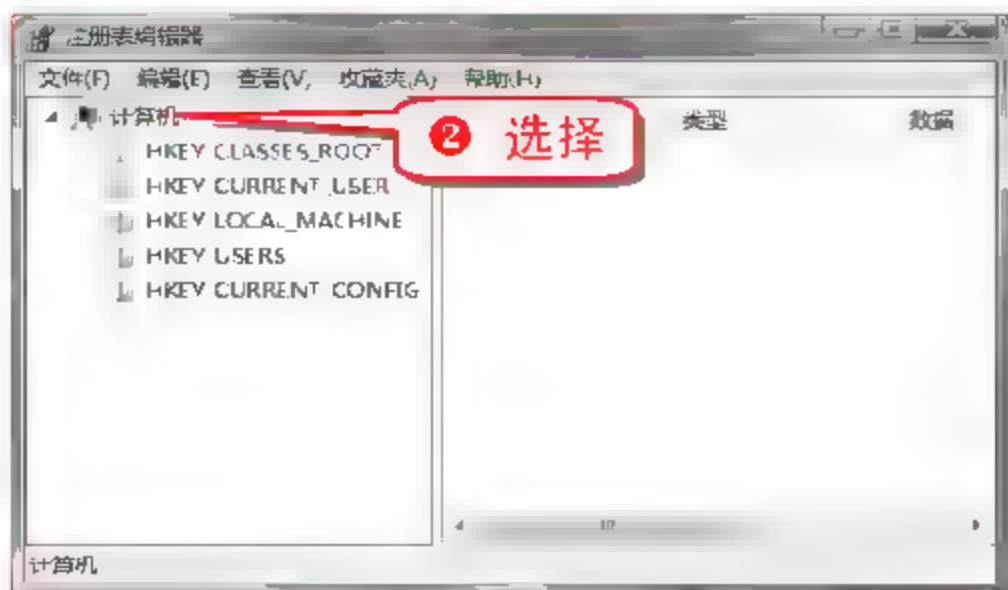 注册表编辑器
文件(F) 编辑(E) 查看(V) 收藏夹(A) 帮助(H)
计算机
❷ 选择
类型 数据
HKEY_CLASSES_ROOT
HKEY_CURRENT_USER
HKEY_LOCAL_MACHINE
HKEY_USERS
HKEY_CURRENT_CONFIG
计算机